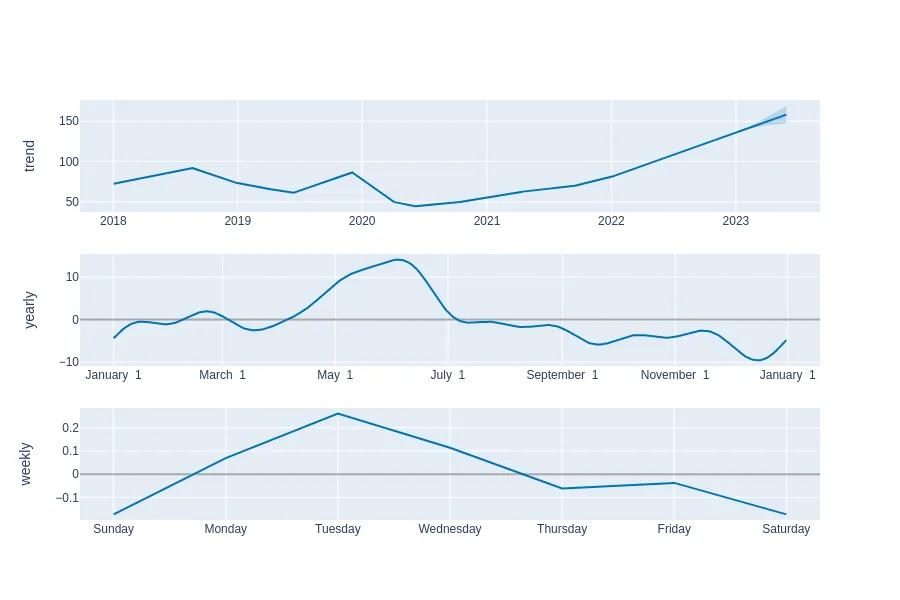 trend
150
100
50
2018 2019 2020 2021 2022 2023
yearly
10
0
−10
January 1 March 1 May 1 July 1 September 1 November 1 January 1
weekly
0.2
0.1
0
−0.1
Sunday Monday Tuesday Wednesday Thursday Friday Saturday